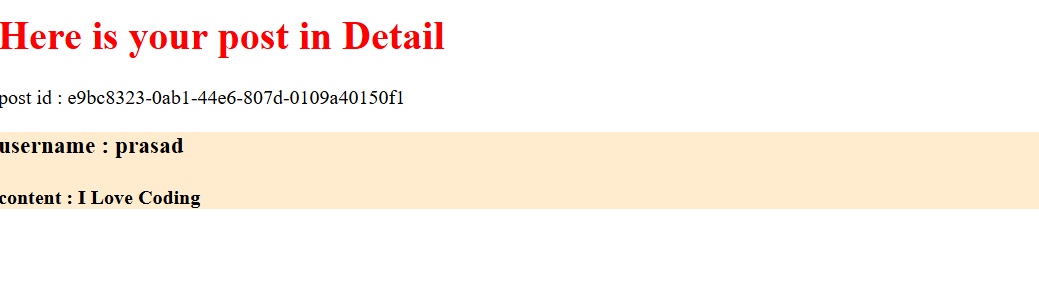 Here is your post in Detail
post id : e9bc8323-0ab1-44e6-807d-0109a40150f1
username : prasad
content : I Love Coding